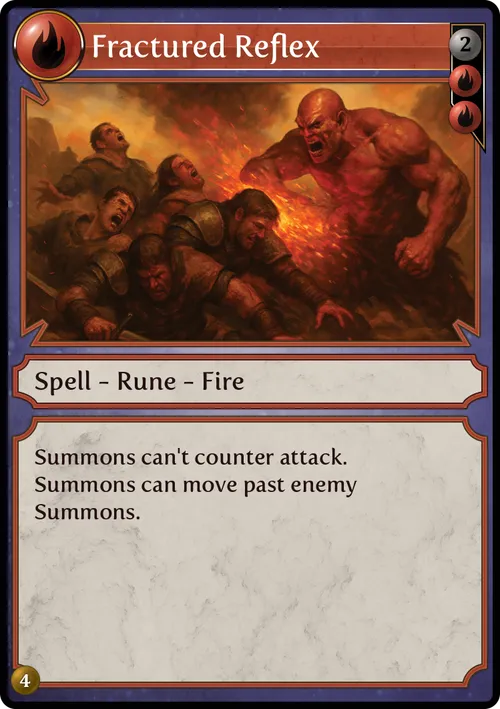 Fractured Reflex
2
Spell - Rune - Fire
Summons can't counter attack.
Summons can move past enemy
Summons.
4